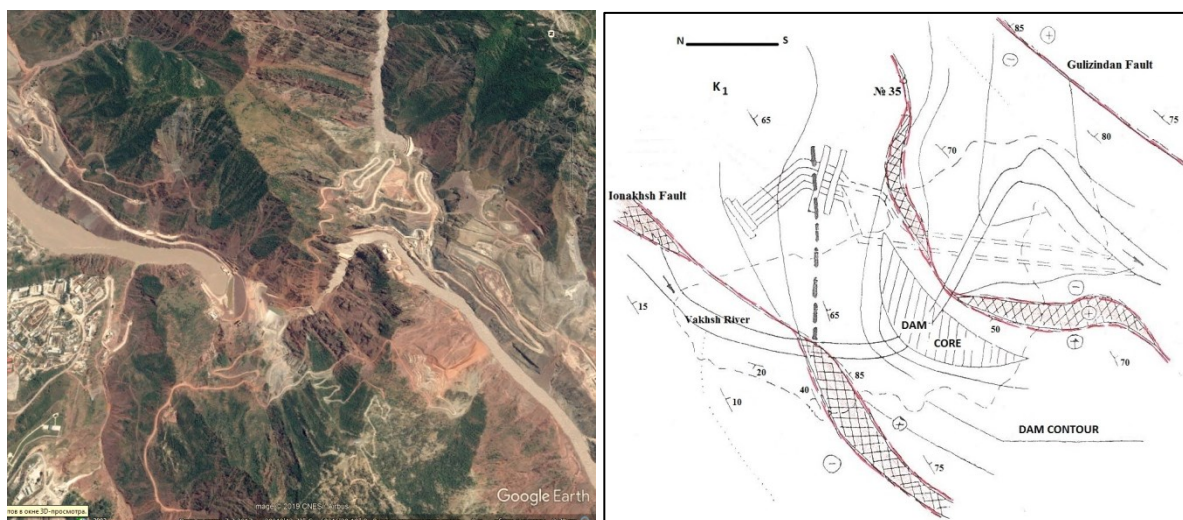 Google Earth
image © 2019 CNES / Airbus
лов в окне 3D-просмотра.
N S
K1
65
№ 35
85
+
-
Gulizindan Fault
75
80
70
Ionakhsh Fault
15
Vakhsh River
65
DAM
CORE
-
+
50
+
70
20
10
40
85
+
-
75
DAM CONTOUR